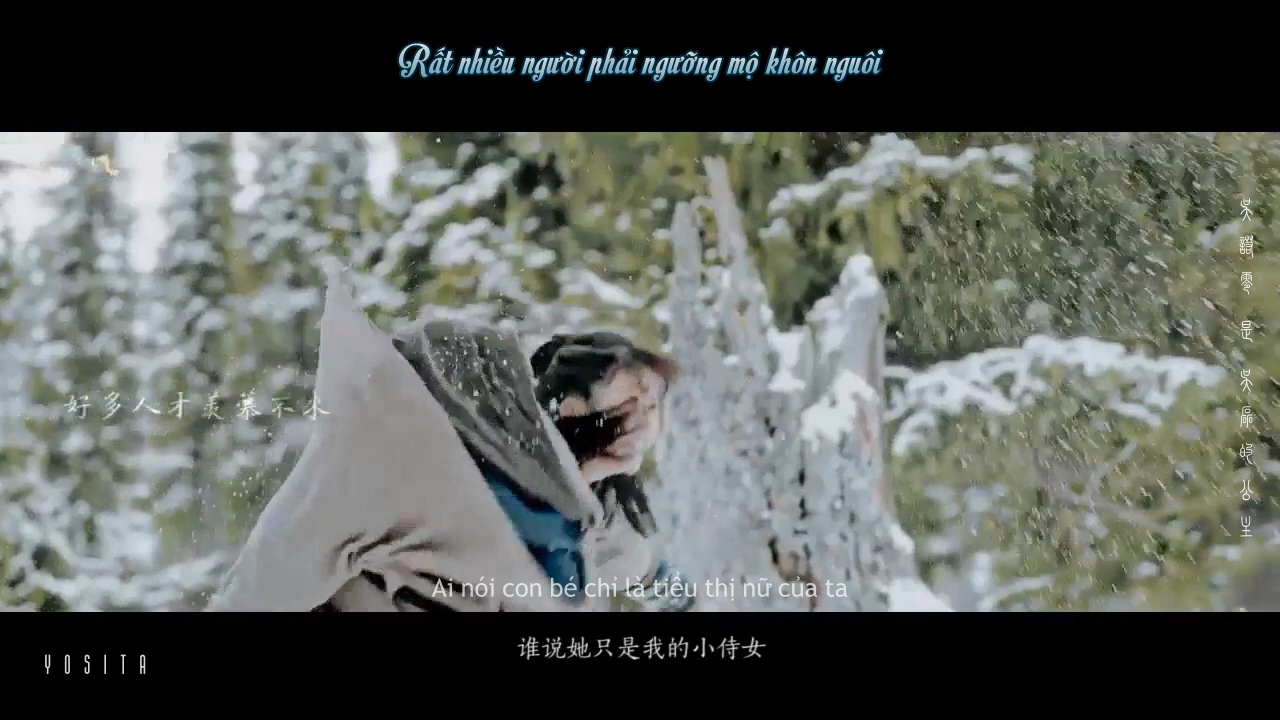 Rất nhiều người phải ngưỡng mộ khôn nguôi
好多人才羡慕不来
Ai nói con bé chỉ là tiểu thị nữ của ta
谁说她只是我的小侍女
YOSITA